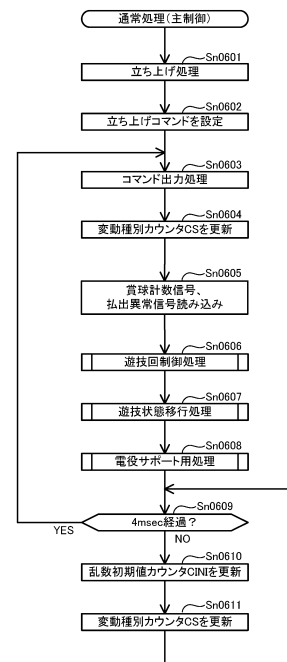 通常処理(主制御)
Sn0601
立ち上げ処理
Sn0602
立ち上げコマンドを設定
Sn0603
コマンド出力処理
Sn0604
変動種別カウンタCSを更新
Sn0605
賞球計数信号、
払出異常信号読み込み
Sn0606
遊技回制御処理
Sn0607
遊技状態移行処理
Sn0608
電役サポート用処理
Sn0609
4msec経過?
YES
NO
Sn0610
乱数初期値カウンタCINIを更新
Sn0611
変動種別カウンタCSを更新